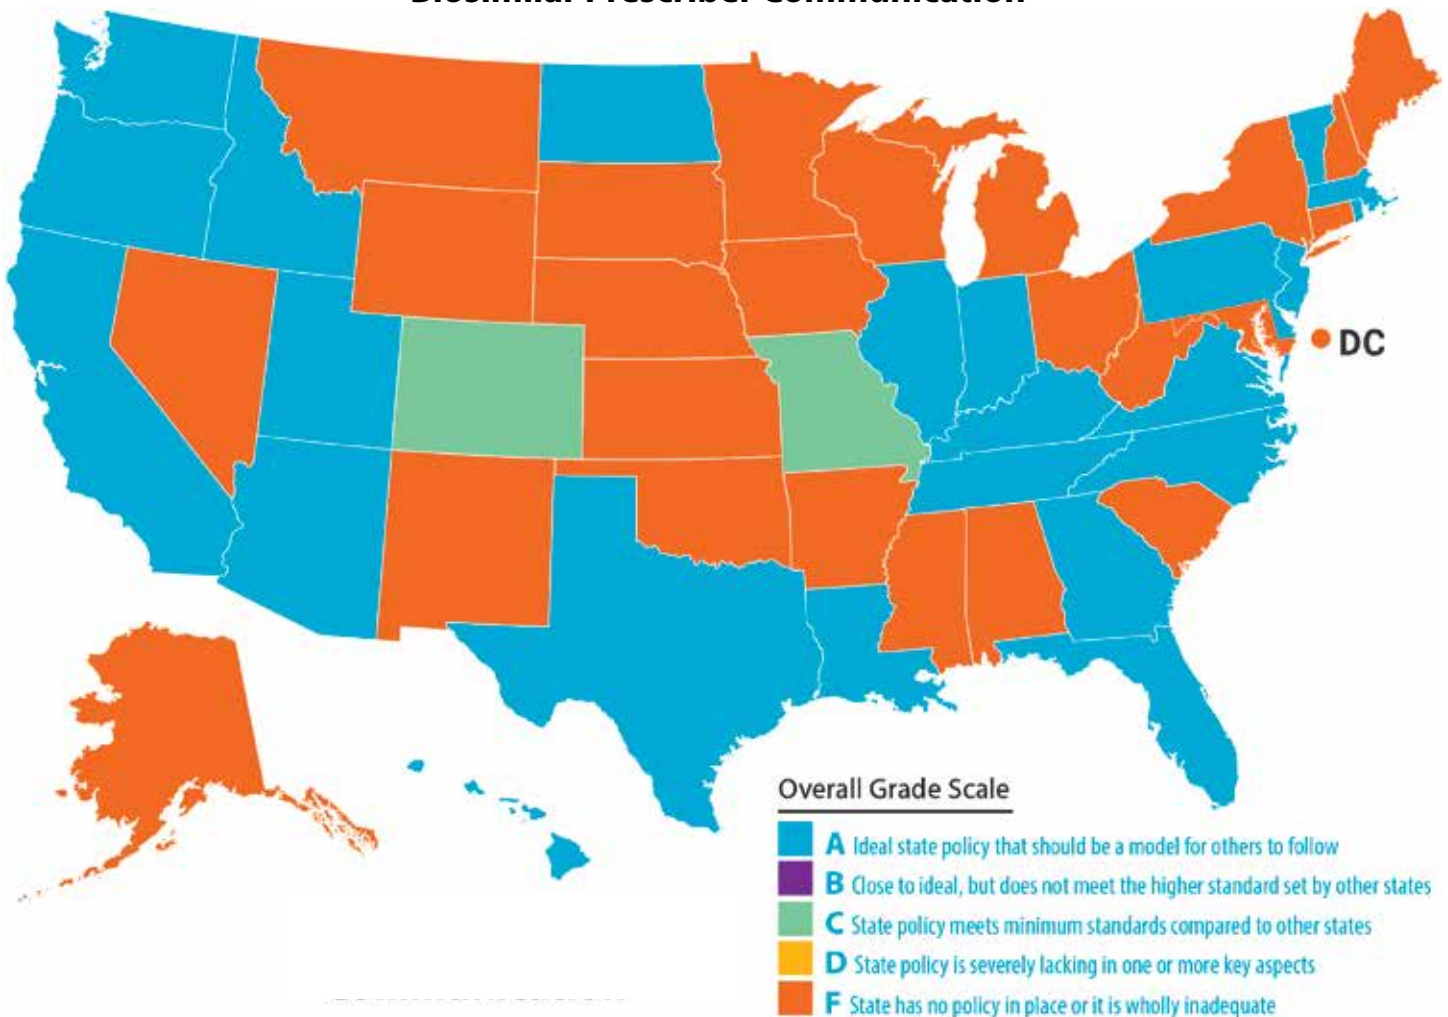 Biosimilar Prescriber Communication
DC
Overall Grade Scale
A Ideal state policy that should be a model for others to follow
B Close to ideal, but does not meet the higher standard set by other states
C State policy meets minimum standards compared to other states
D State policy is severely lacking in one or more key aspects
F State has no policy in place or it is wholly inadequate